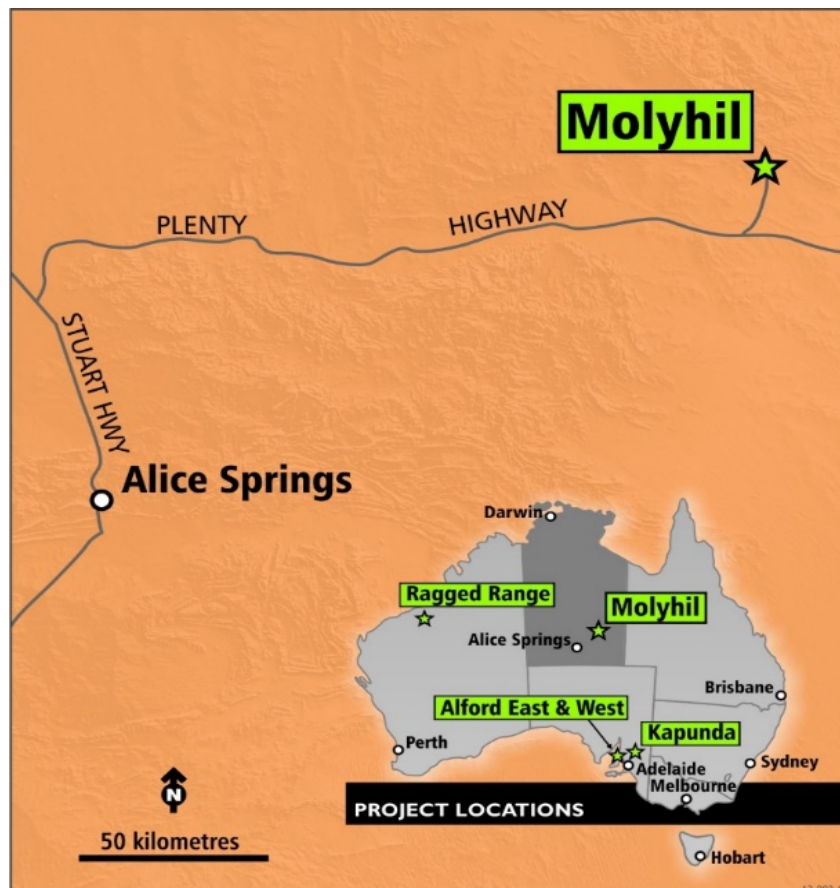 Molyhil
PLENTY
HIGHWAY
STUART HWY
Alice Springs
Darwin
Ragged Range
Molyhil
Alice Springs
Brisbane
Alford East & West
Kapunda
Perth
Adelaide
Sydney
Melbourne
PROJECT LOCATIONS
N
50 kilometres
Hobart